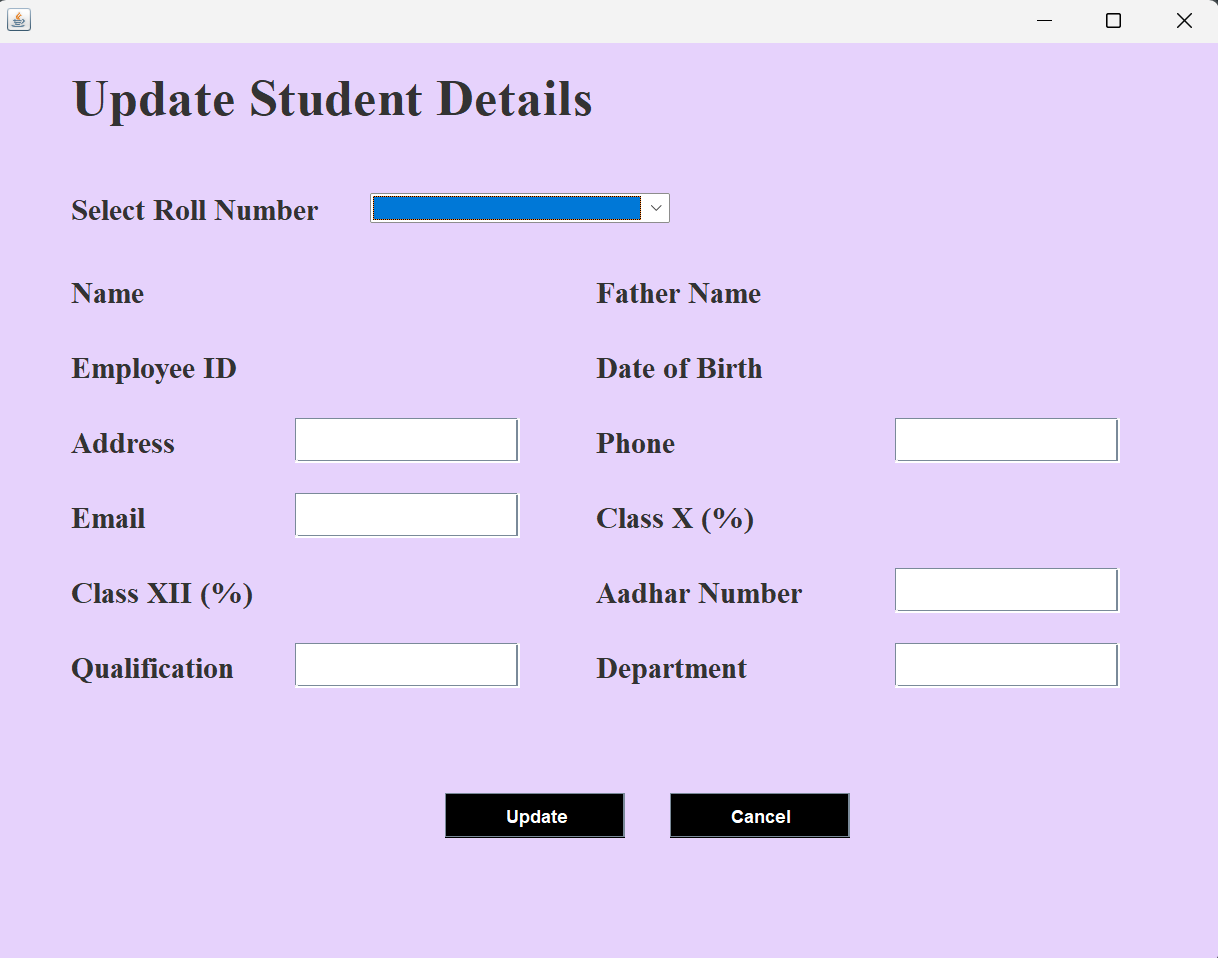 Update Student Details
Select Roll Number
Name
Father Name
Employee ID
Date of Birth
Address
Phone
Email
Class X (%)
Class XII (%)
Aadhar Number
Qualification
Department
Update
Cancel